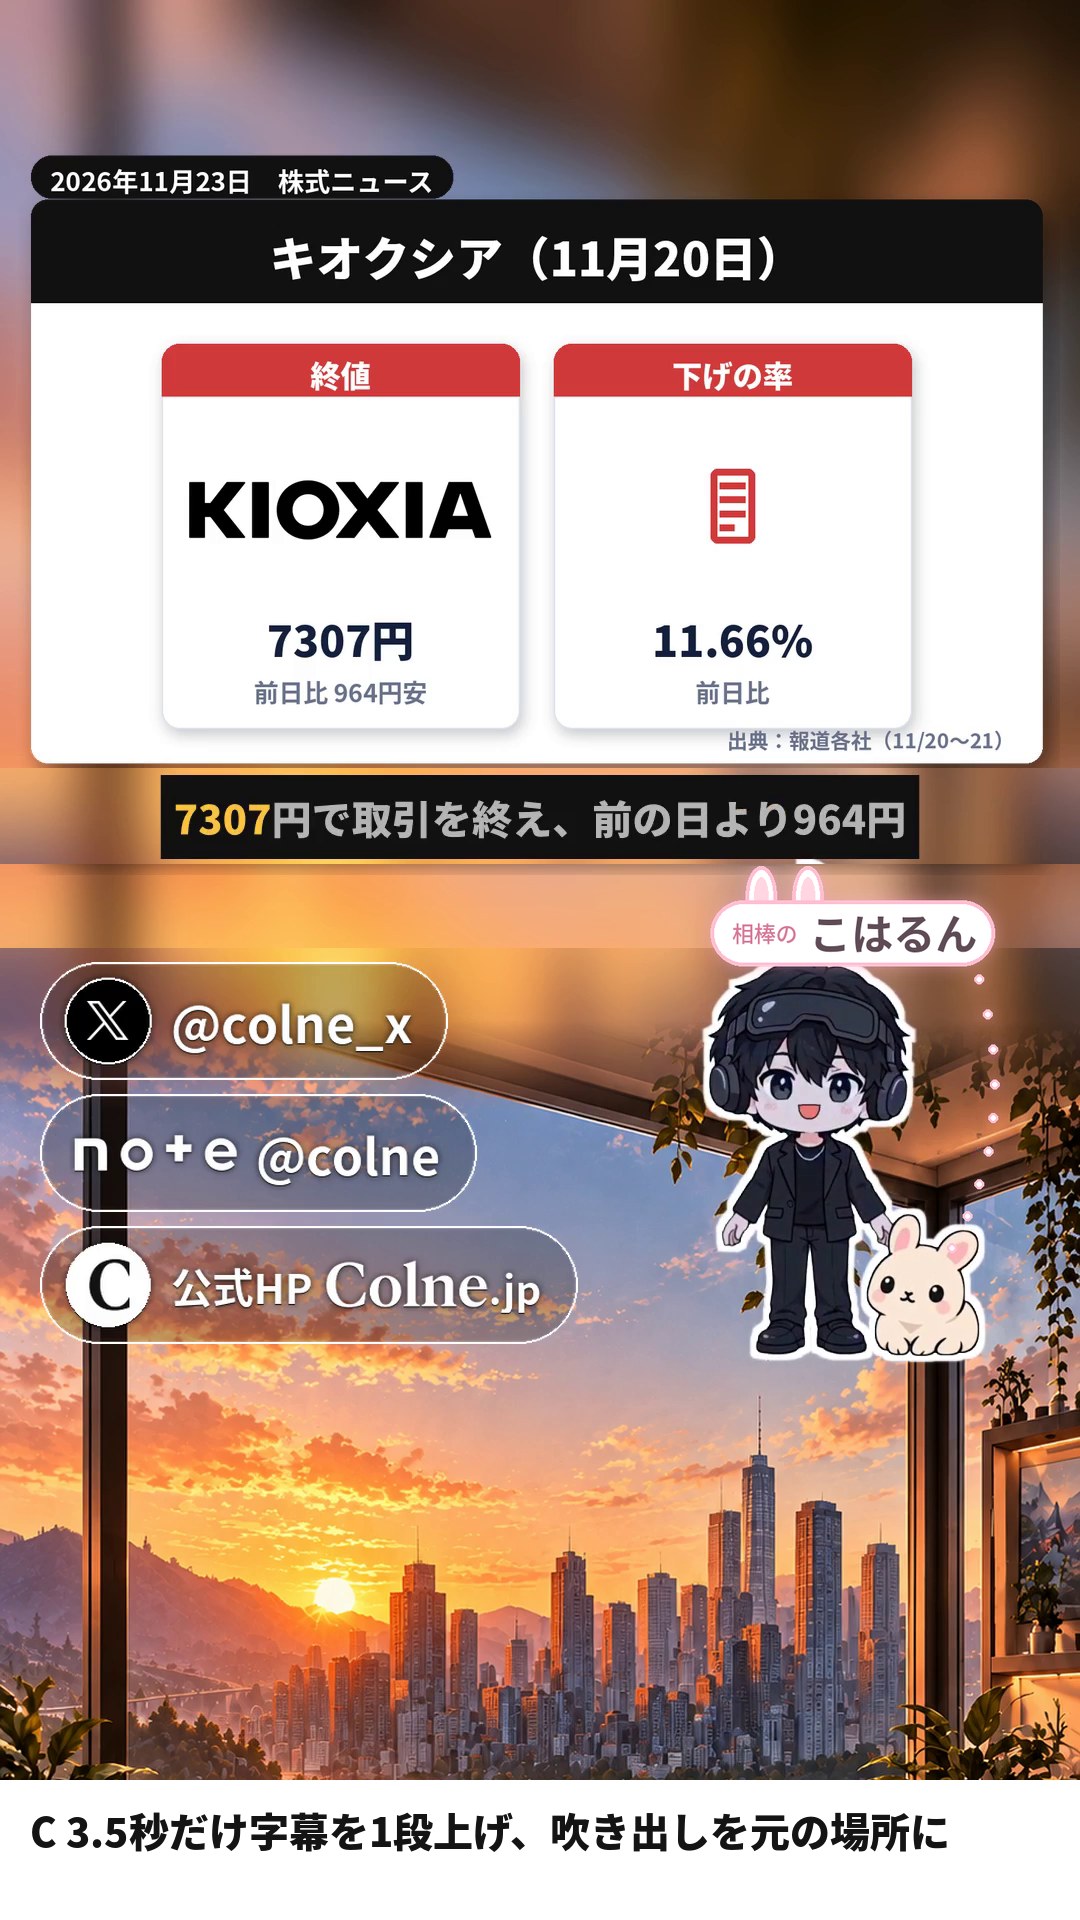 2026年11月23日　株式ニュース
キオクシア（11月20日）
終値
下げの率
KIOXIA
7307円
11.66%
前日比 964円安
前日比
出典：報道各社（11/20〜21）
7307円で取引を終え、前の日より964円
相棒の こはるん
X @colne_x
note @colne
C 公式HP Colne.jp
C 3.5秒だけ字幕を1段上げ、吹き出しを元の場所に